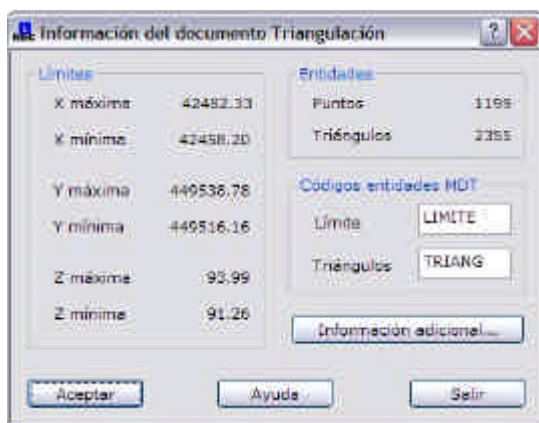 Información del documento Triangulación
Límites
X máxima 42482.33
X mínima 42458.20
Y máxima 449538.78
Y mínima 449516.16
Z máxima 93.99
Z mínima 91.26
Entidades
Puntos 1199
Triángulos 2355
Códigos entidades MDT
Límite LIMITE
Triángulos TRIANG
Información adicional...
Aceptar
Ayuda
Salir